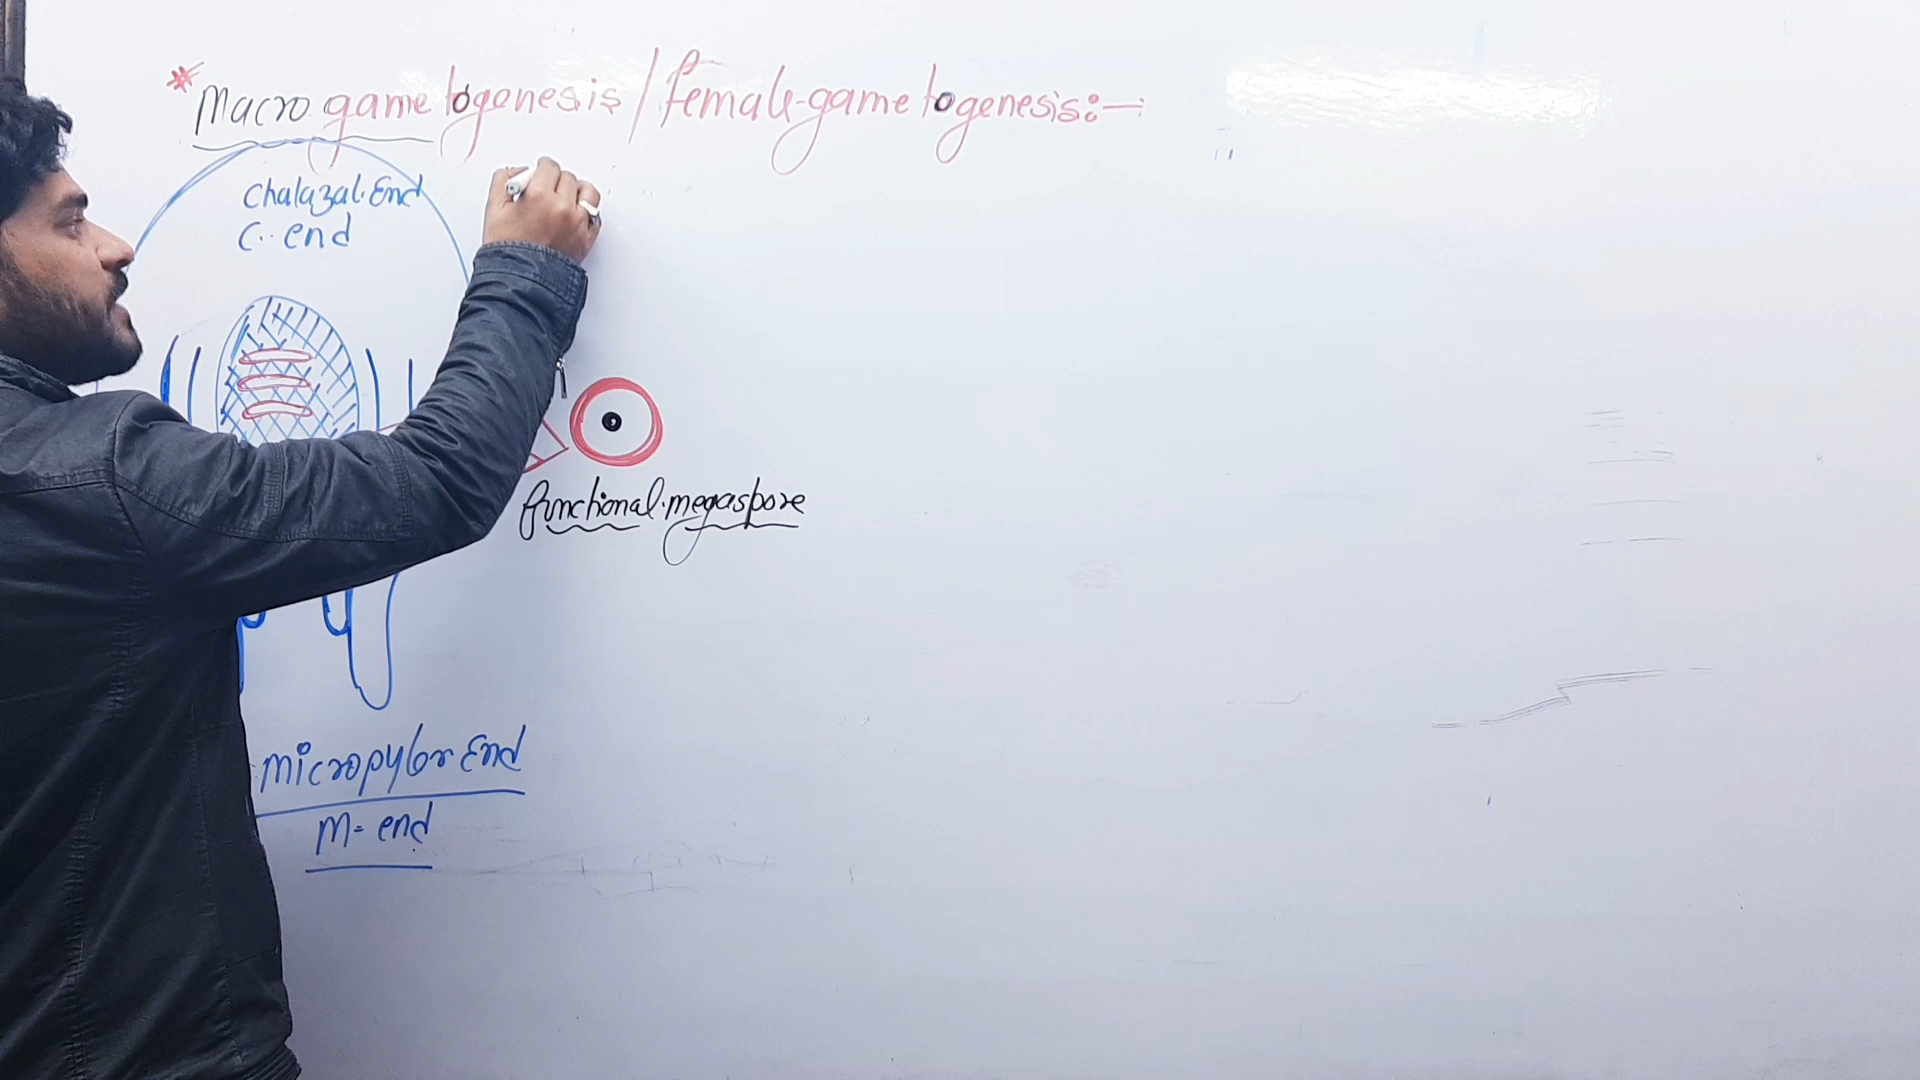 * Macro gametogenesis / female-gametogenesis:-
Chalazal. End
C.. end
functional. megaspore
micropylar End
M= end